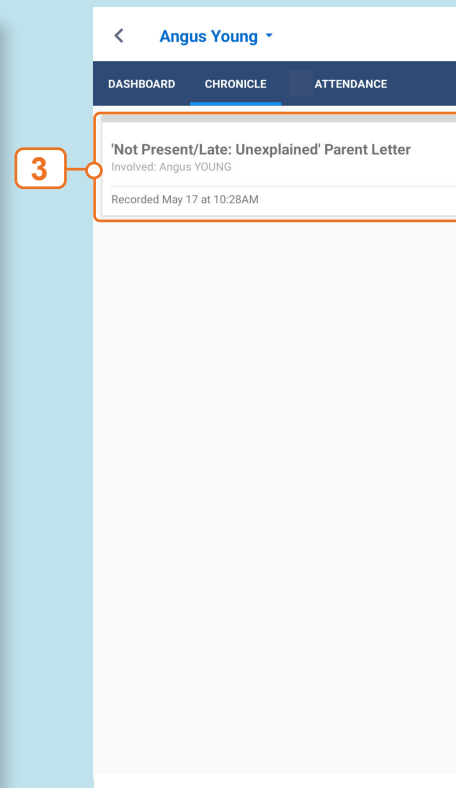 Angus Young
DASHBOARD CHRONICLE ATTENDANCE
3
'Not Present/Late: Unexplained' Parent Letter
Involved: Angus YOUNG
Recorded May 17 at 10:28AM